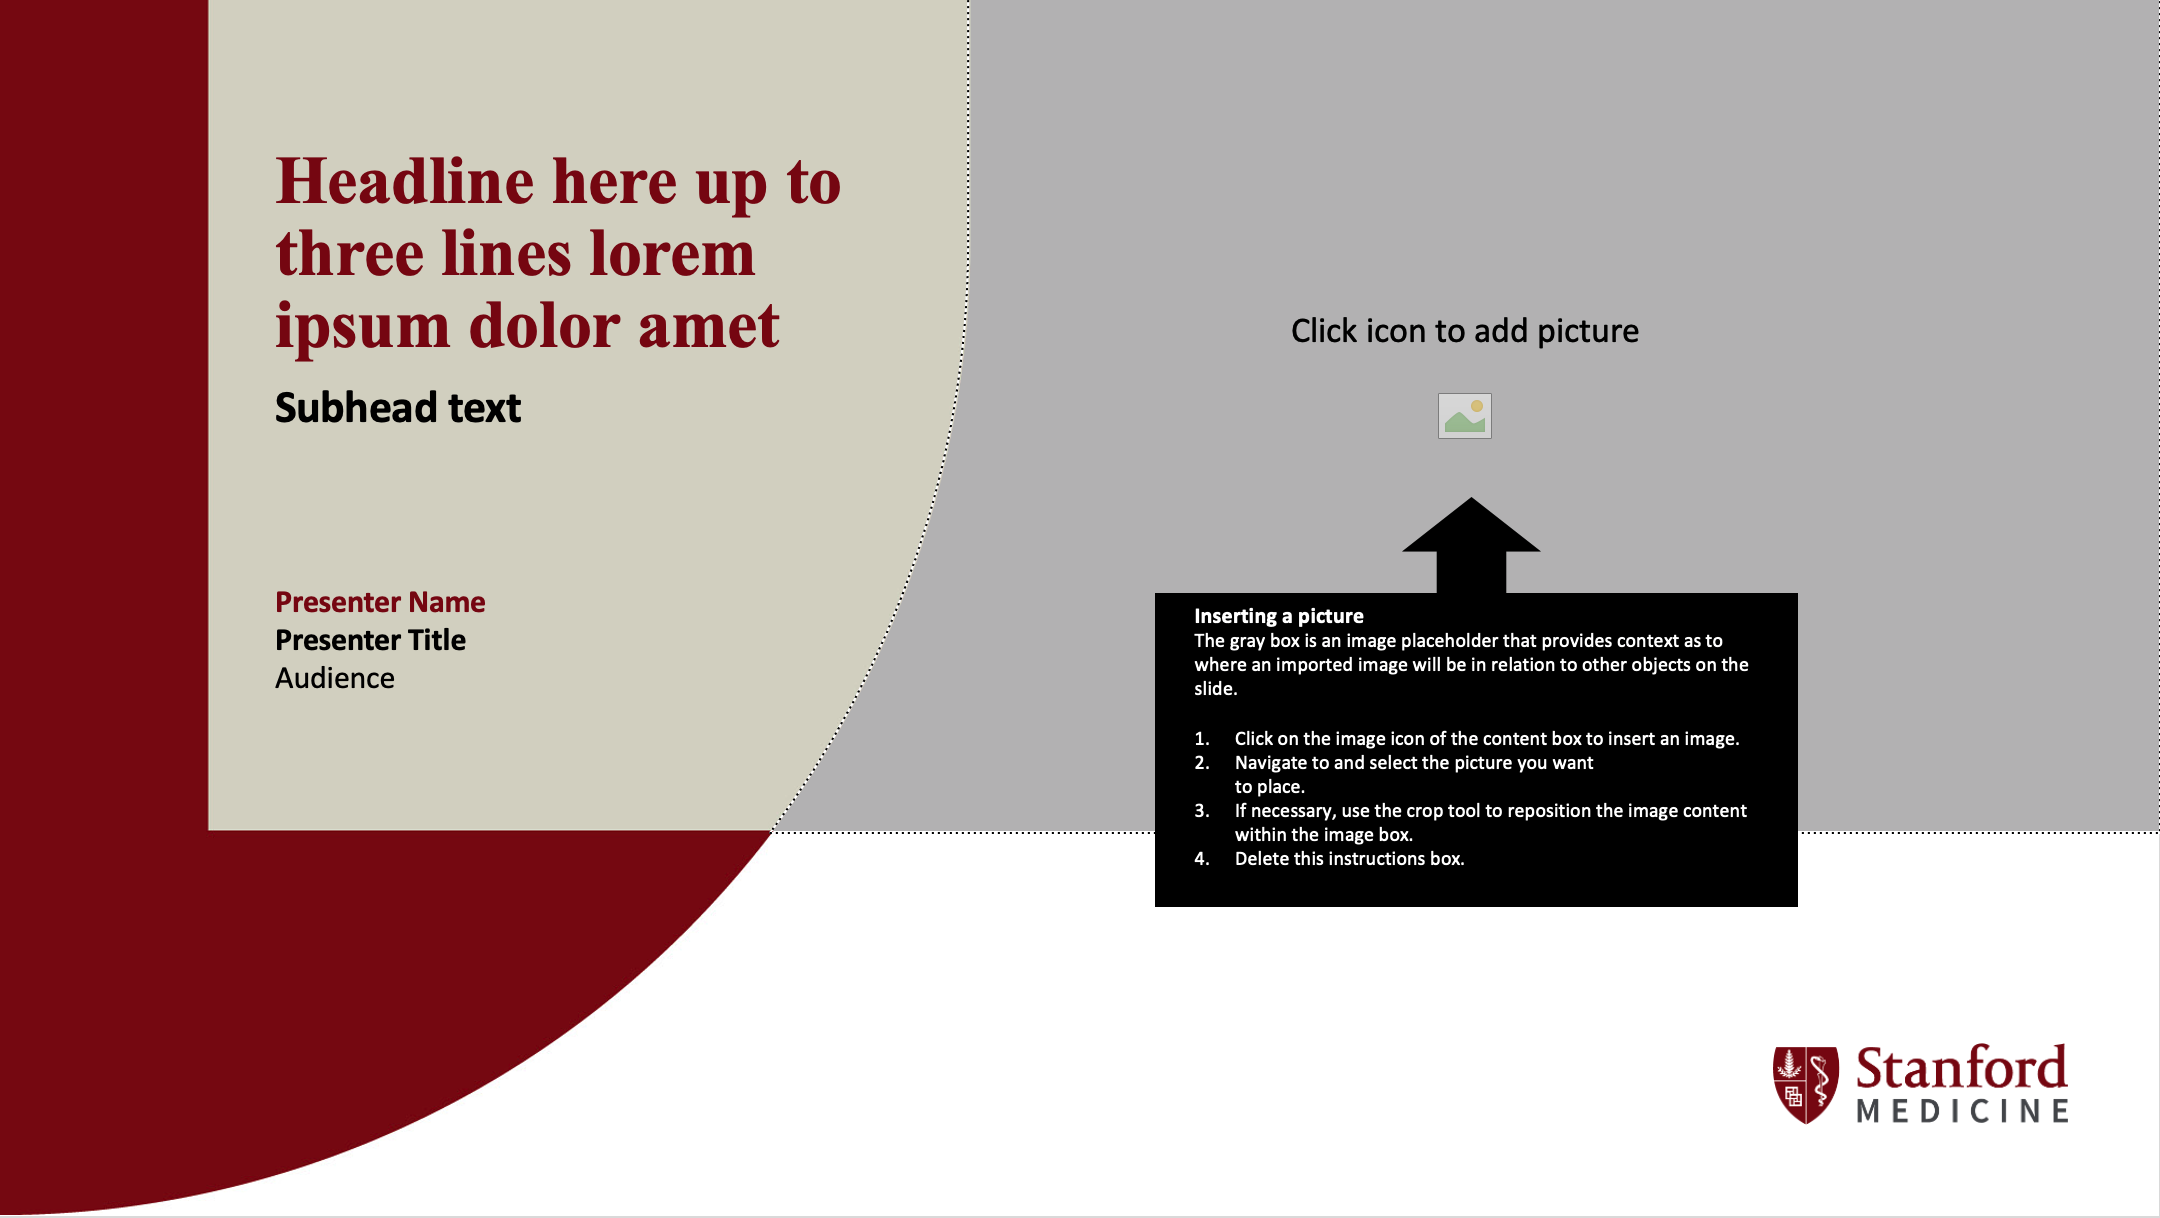 Headline here up to
three lines lorem
ipsum dolor amet
Subhead text
Presenter Name
Presenter Title
Audience
Click icon to add picture
Inserting a picture
The gray box is an image placeholder that provides context as to
where an imported image will be in relation to other objects on the
slide.
1. Click on the image icon of the content box to insert an image.
2. Navigate to and select the picture you want
to place.
3. If necessary, use the crop tool to reposition the image content
within the image box.
4. Delete this instructions box.
Stanford
MEDICINE